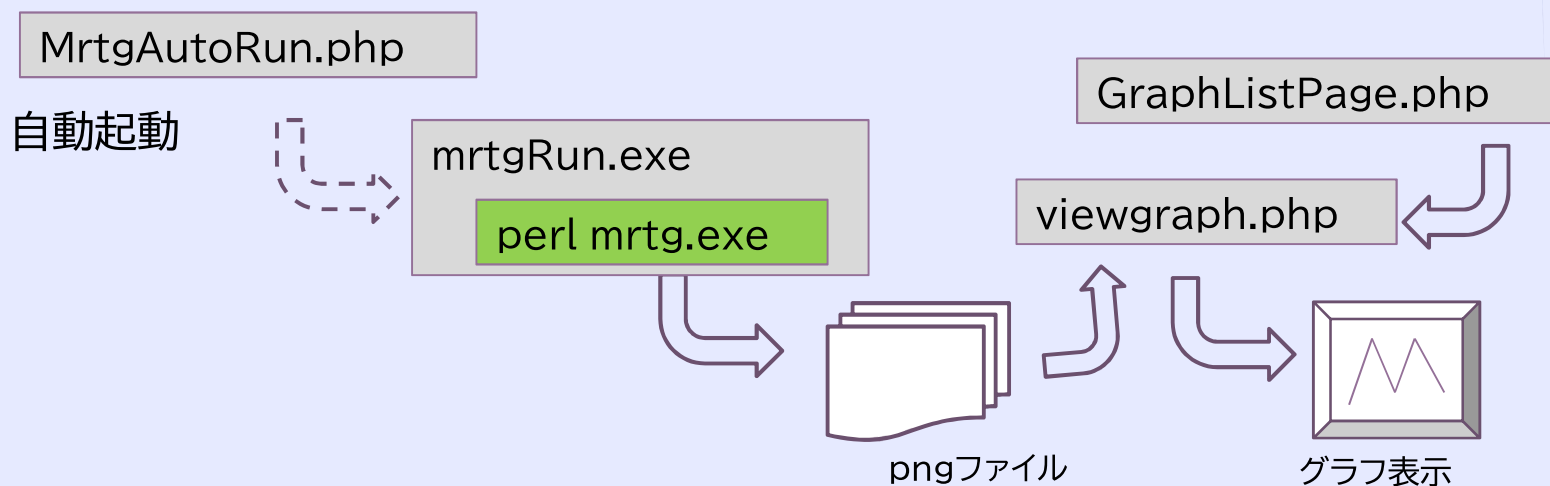 MrtgAutoRun.php
自動起動
mrtgRun.exe
perl mrtg.exe
GraphListPage.php
viewgraph.php
pngファイル
グラフ表示